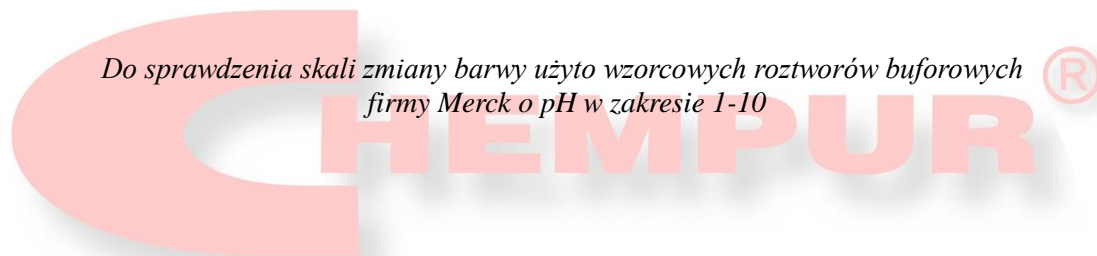 Do sprawdzenia skali zmiany barwy użyto wzorcowych roztworów buforowych
firmy Merck o pH w zakresie 1-10
CHEMPUR®